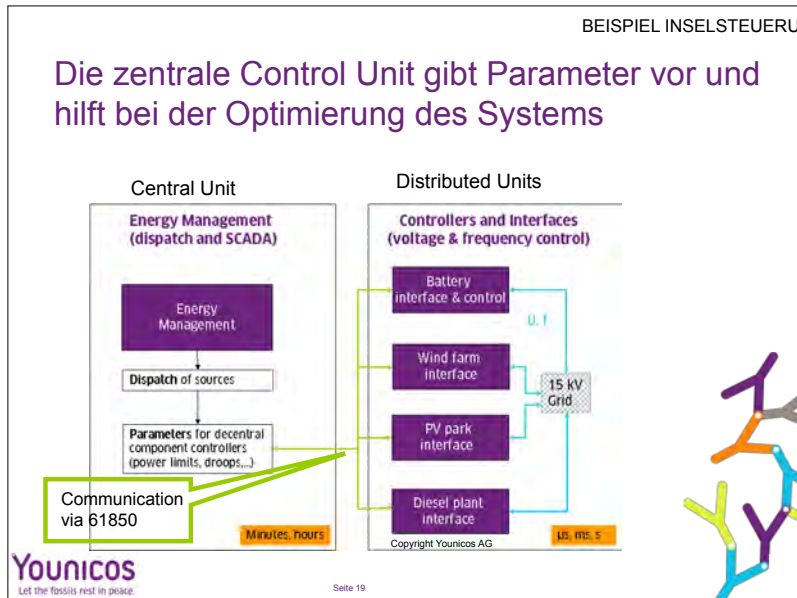 BEISPIEL INSELSTEUERU
Die zentrale Control Unit gibt Parameter vor und
hilft bei der Optimierung des Systems
Central Unit
Distributed Units
Energy Management
(dispatch and SCADA)
Energy
Management
Dispatch of sources
Parameters for decentral
component controllers
(power limits, droops,...)
Minutes, hours
Controllers and Interfaces
(voltage & frequency control)
Battery
interface & control
U, f
Wind farm
interface
15 kV
Grid
PV park
interface
Diesel plant
interface
Copyright Younicos AG
µs, ms, s
Communication
via 61850
Younicos
Let the fossils rest in peace.
Seite 19